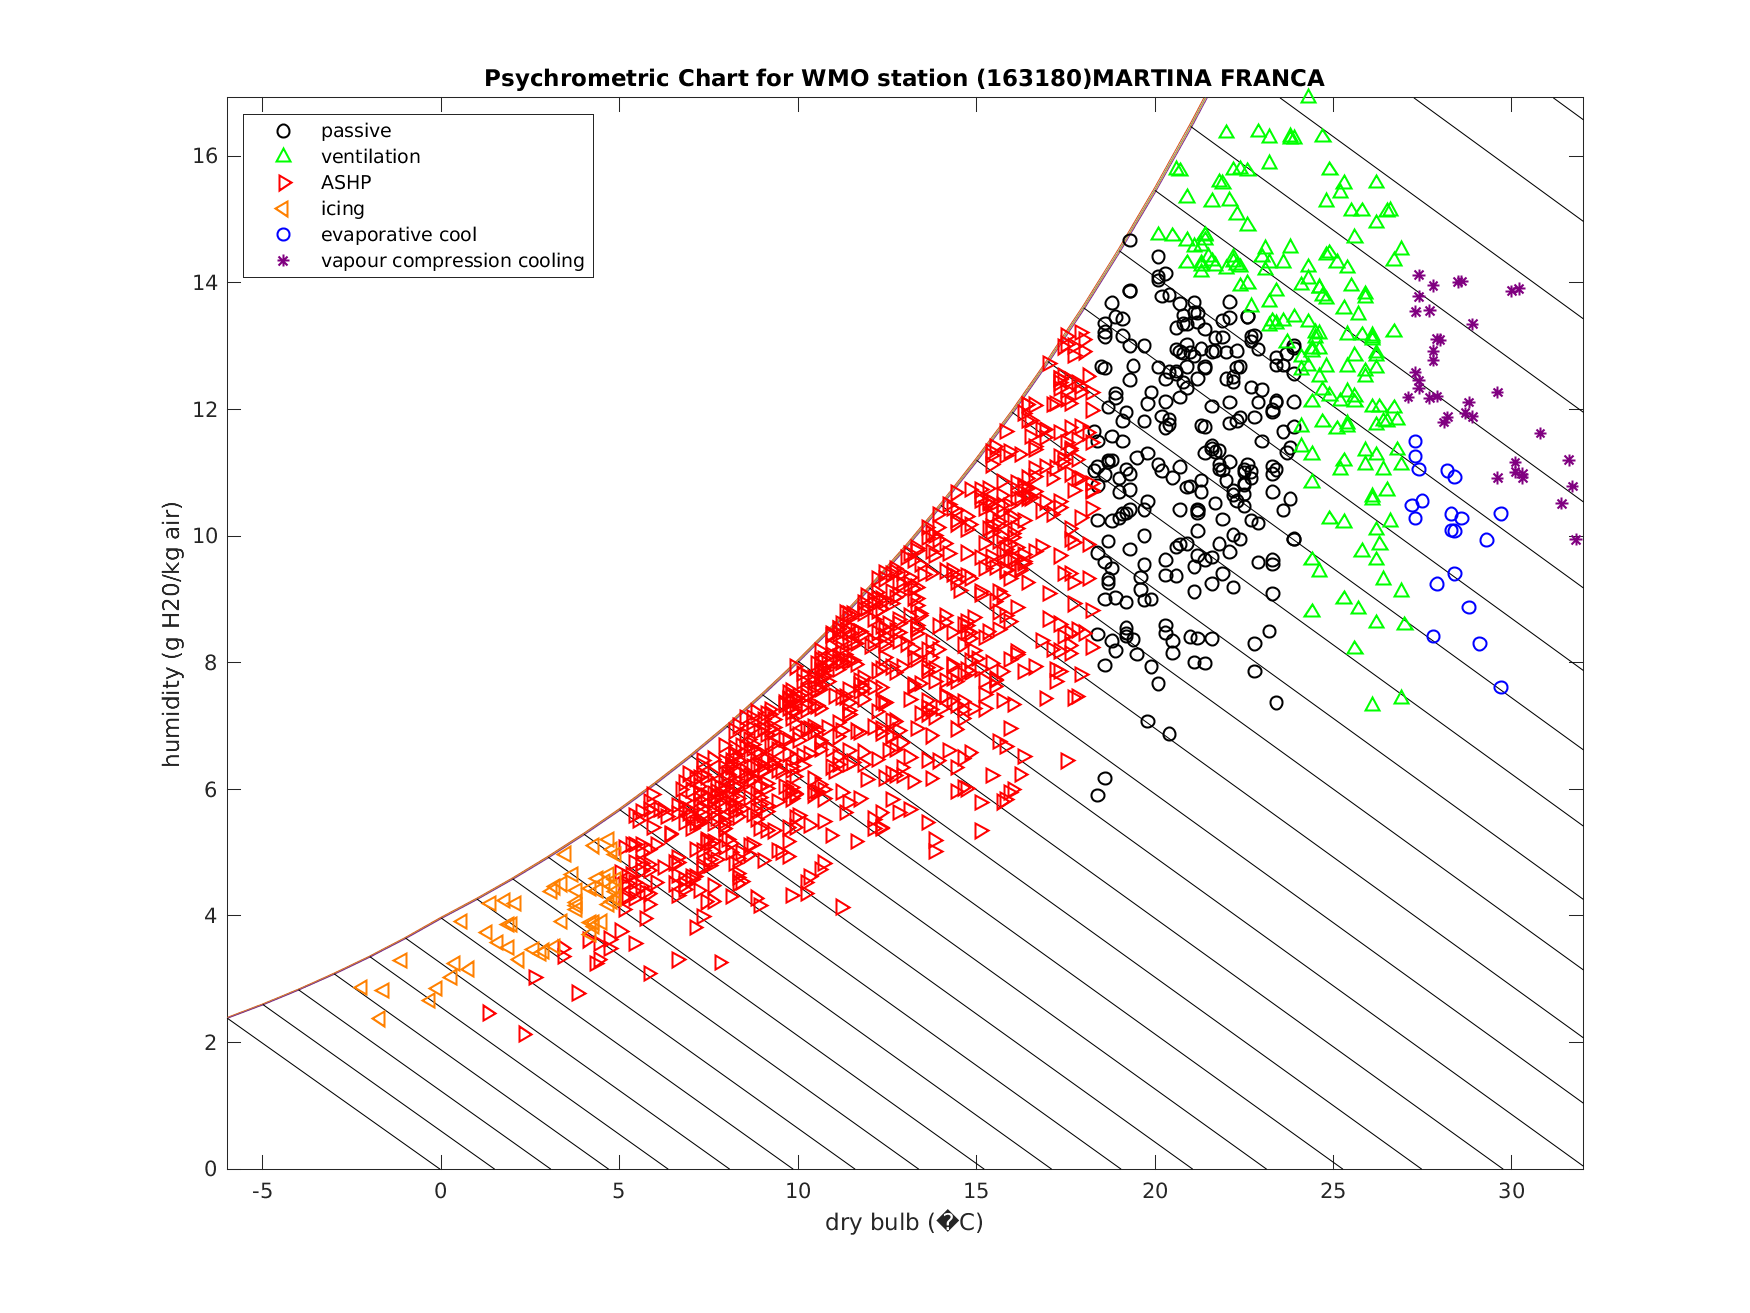 Psychrometric Chart for WMO station (163180)MARTINA FRANCA
passive
ventilation
ASHP
icing
evaporative cool
vapour compression cooling
humidity (g H20/kg air)
16
14
12
10
8
6
4
2
0
-5 0 5 10 15 20 25 30
dry bulb (�C)